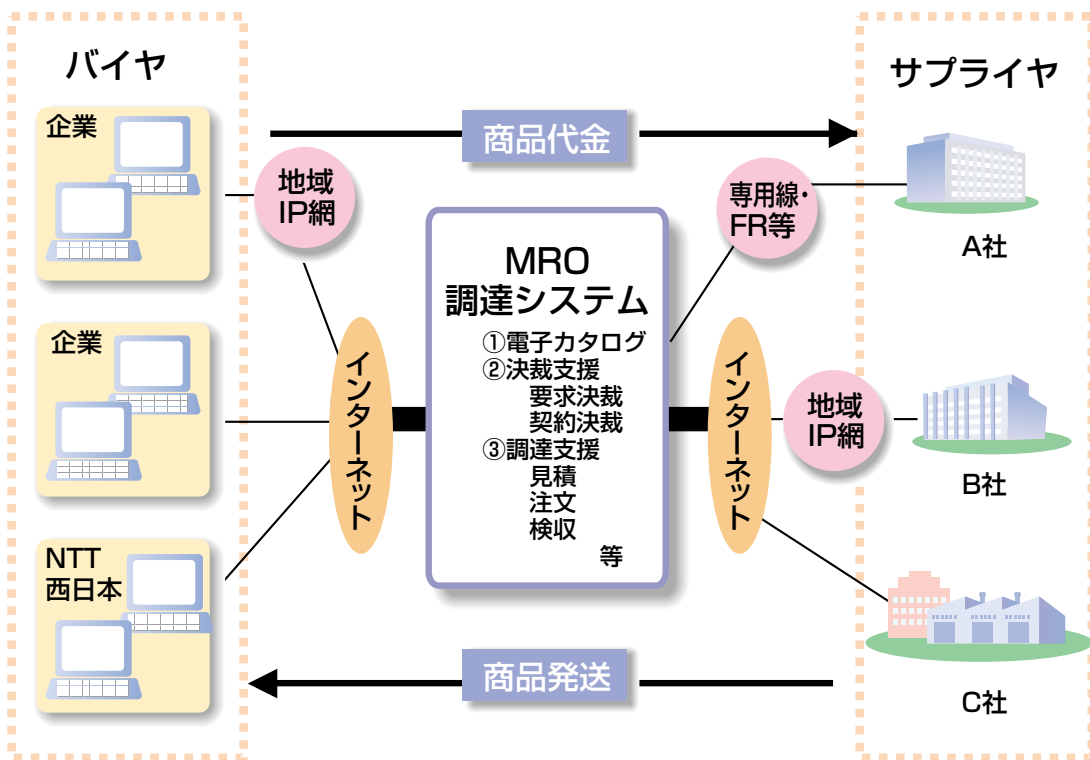 バイヤ
企業
企業
NTT
西日本
地域
IP網
インターネット
商品代金
MRO
調達システム
①電子カタログ
②決裁支援
要求決裁
契約決裁
③調達支援
見積
注文
検収
等
商品発送
専用線・
FR等
インターネット
地域
IP網
サプライヤ
A社
B社
C社